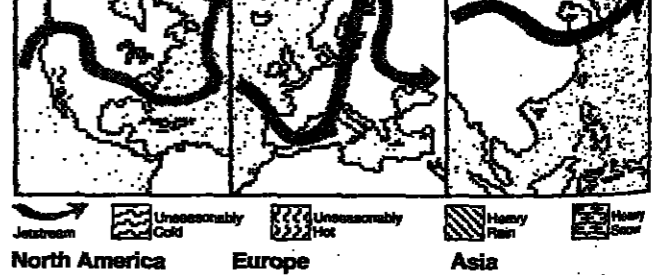 Jetstream
Unseasonably
Cold
Unseasonably
Hot
Heavy
Rain
Heavy
Snow
North America
Europe
Asia